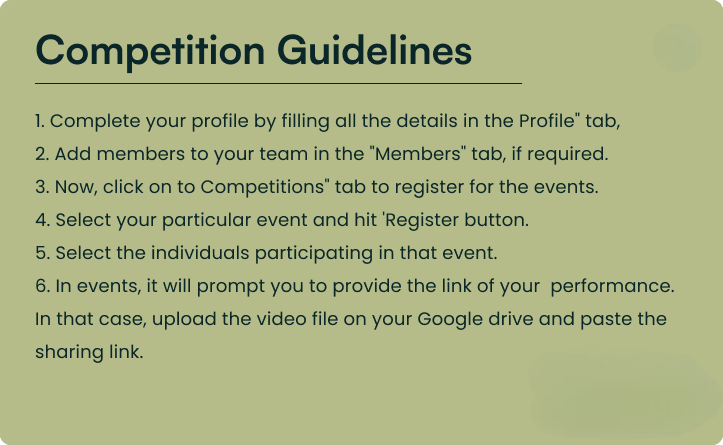 Competition Guidelines
1. Complete your profile by filling all the details in the Profile" tab,
2. Add members to your team in the "Members" tab, if required.
3. Now, click on to Competitions" tab to register for the events.
4. Select your particular event and hit 'Register button.
5. Select the individuals participating in that event.
6. In events, it will prompt you to provide the link of your  performance.
In that case, upload the video file on your Google drive and paste the
sharing link.